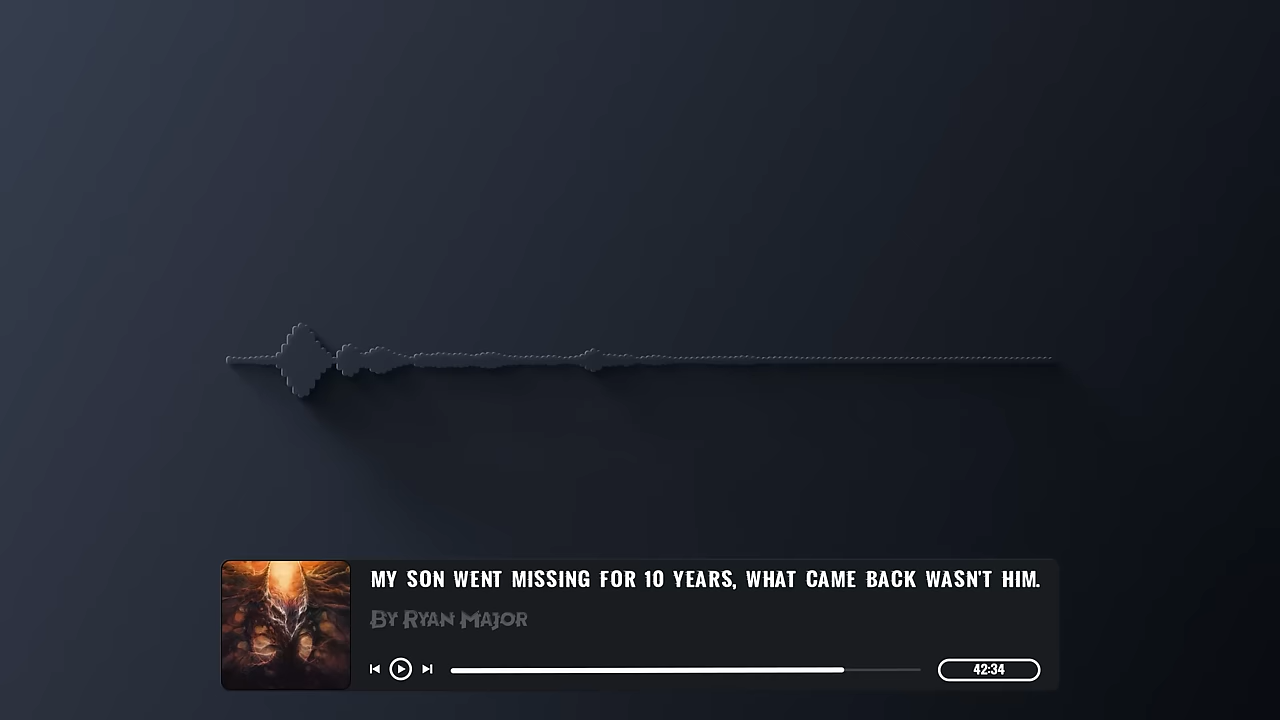 MY SON WENT MISSING FOR 10 YEARS, WHAT CAME BACK WASN'T HIM.
BY RYAN MAJOR
42:34